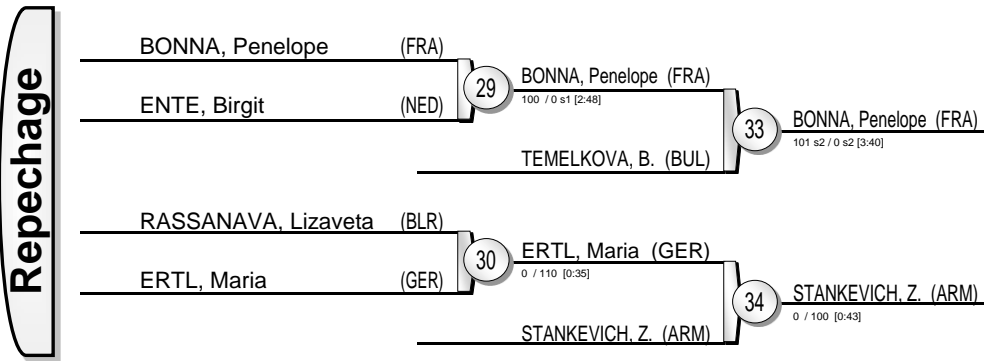 Repechage
BONNA, Penelope (FRA)
ENTE, Birgit (NED)
29
BONNA, Penelope (FRA)
100 / 0 s1 [2:48]
TEMELKOVA, B. (BUL)
33
BONNA, Penelope (FRA)
101 s2 / 0 s2 [3:40]
RASSANAVA, Lizaveta (BLR)
ERTL, Maria (GER)
30
ERTL, Maria (GER)
0 / 110 [0:35]
STANKEVICH, Z. (ARM)
34
STANKEVICH, Z. (ARM)
0 / 100 [0:43]